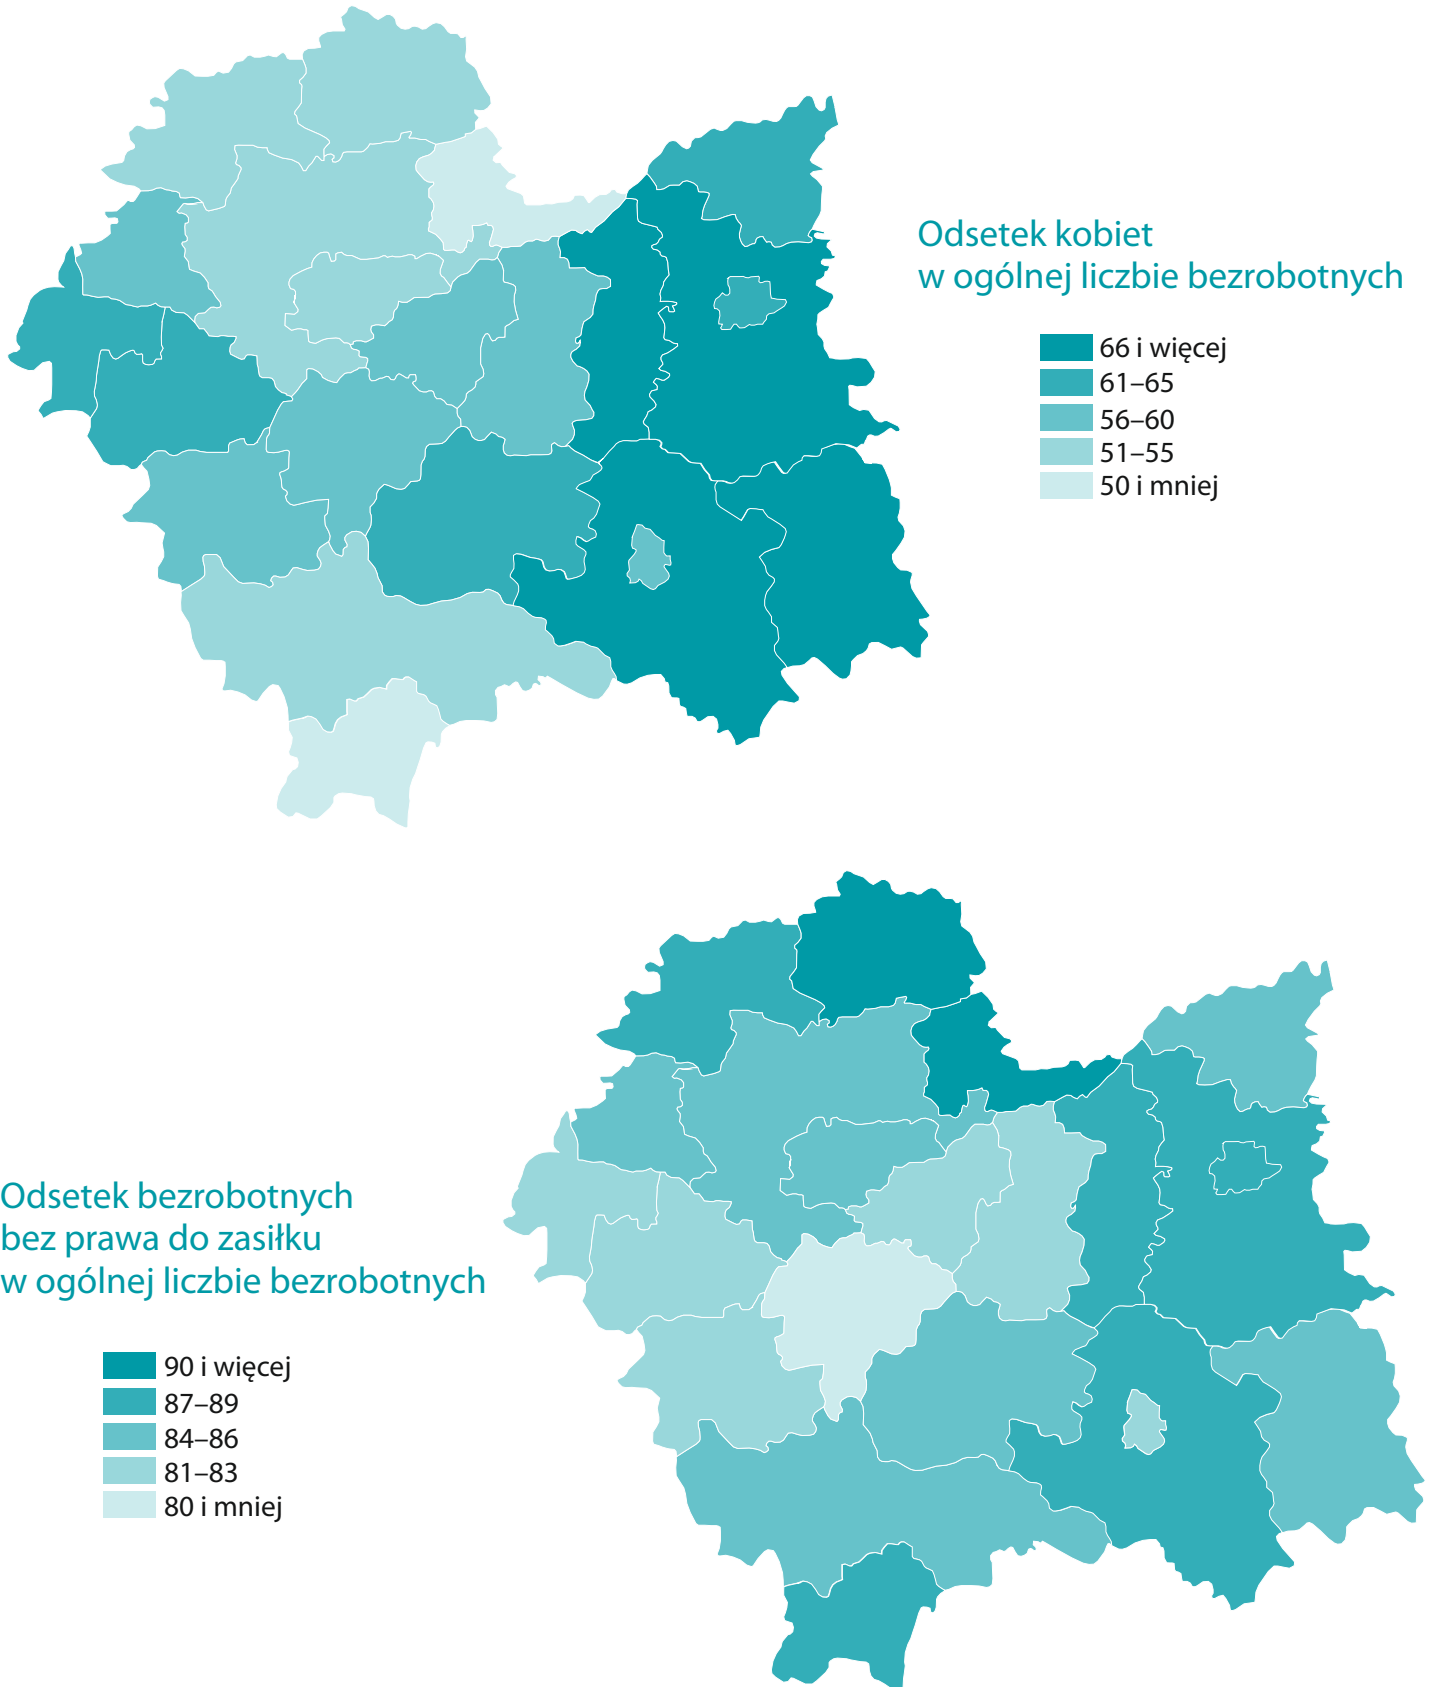 Odsetek kobiet
w ogólnej liczbie bezrobotnych
66 i więcej
61–65
56–60
51–55
50 i mniej
Odsetek bezrobotnych
bez prawa do zasiłku
w ogólnej liczbie bezrobotnych
90 i więcej
87–89
84–86
81–83
80 i mniej